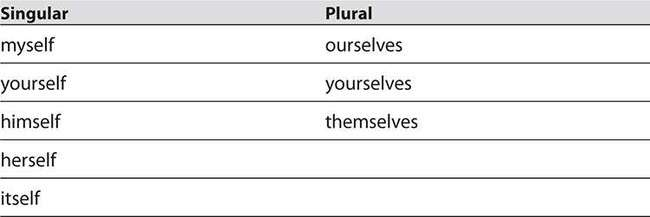 Singular Plural
myself ourselves
yourself yourselves
himself themselves
herself
itself